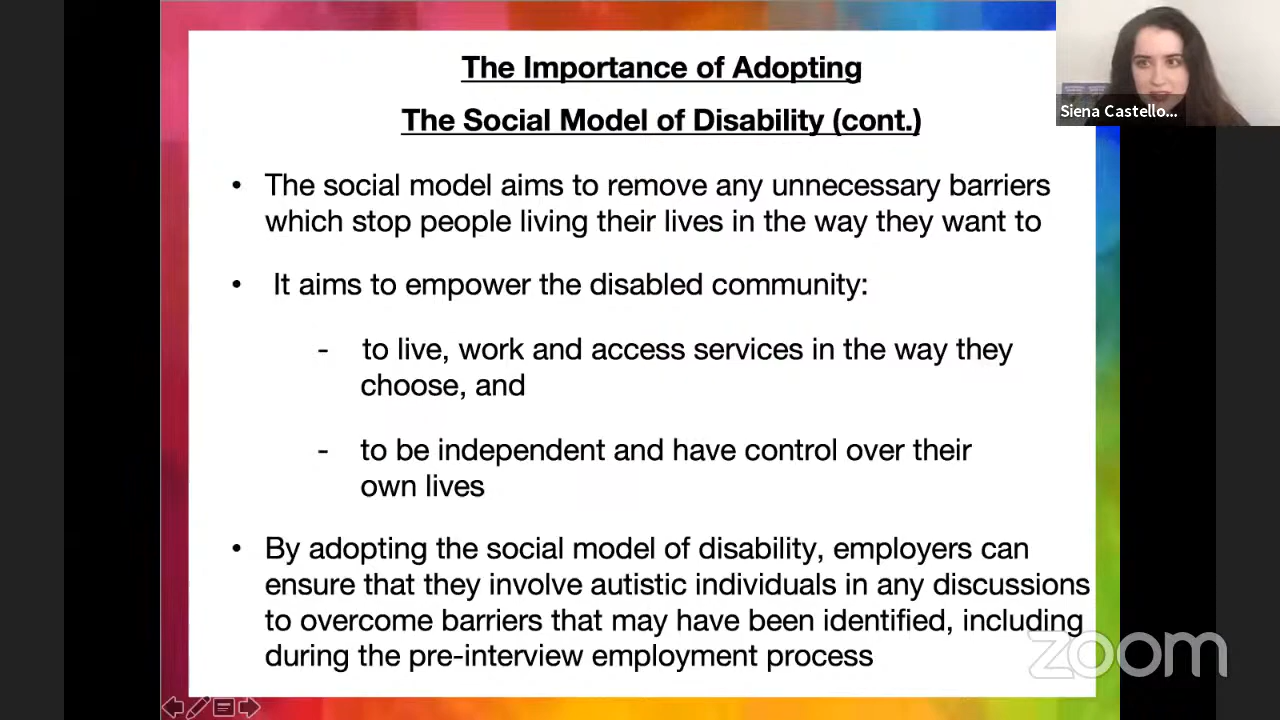 The Importance of Adopting
The Social Model of Disability (cont.)
Siena Castello...
• The social model aims to remove any unnecessary barriers
which stop people living their lives in the way they want to
• It aims to empower the disabled community:
- to live, work and access services in the way they
choose, and
- to be independent and have control over their
own lives
• By adopting the social model of disability, employers can
ensure that they involve autistic individuals in any discussions
to overcome barriers that may have been identified, including
during the pre-interview employment process
zoom